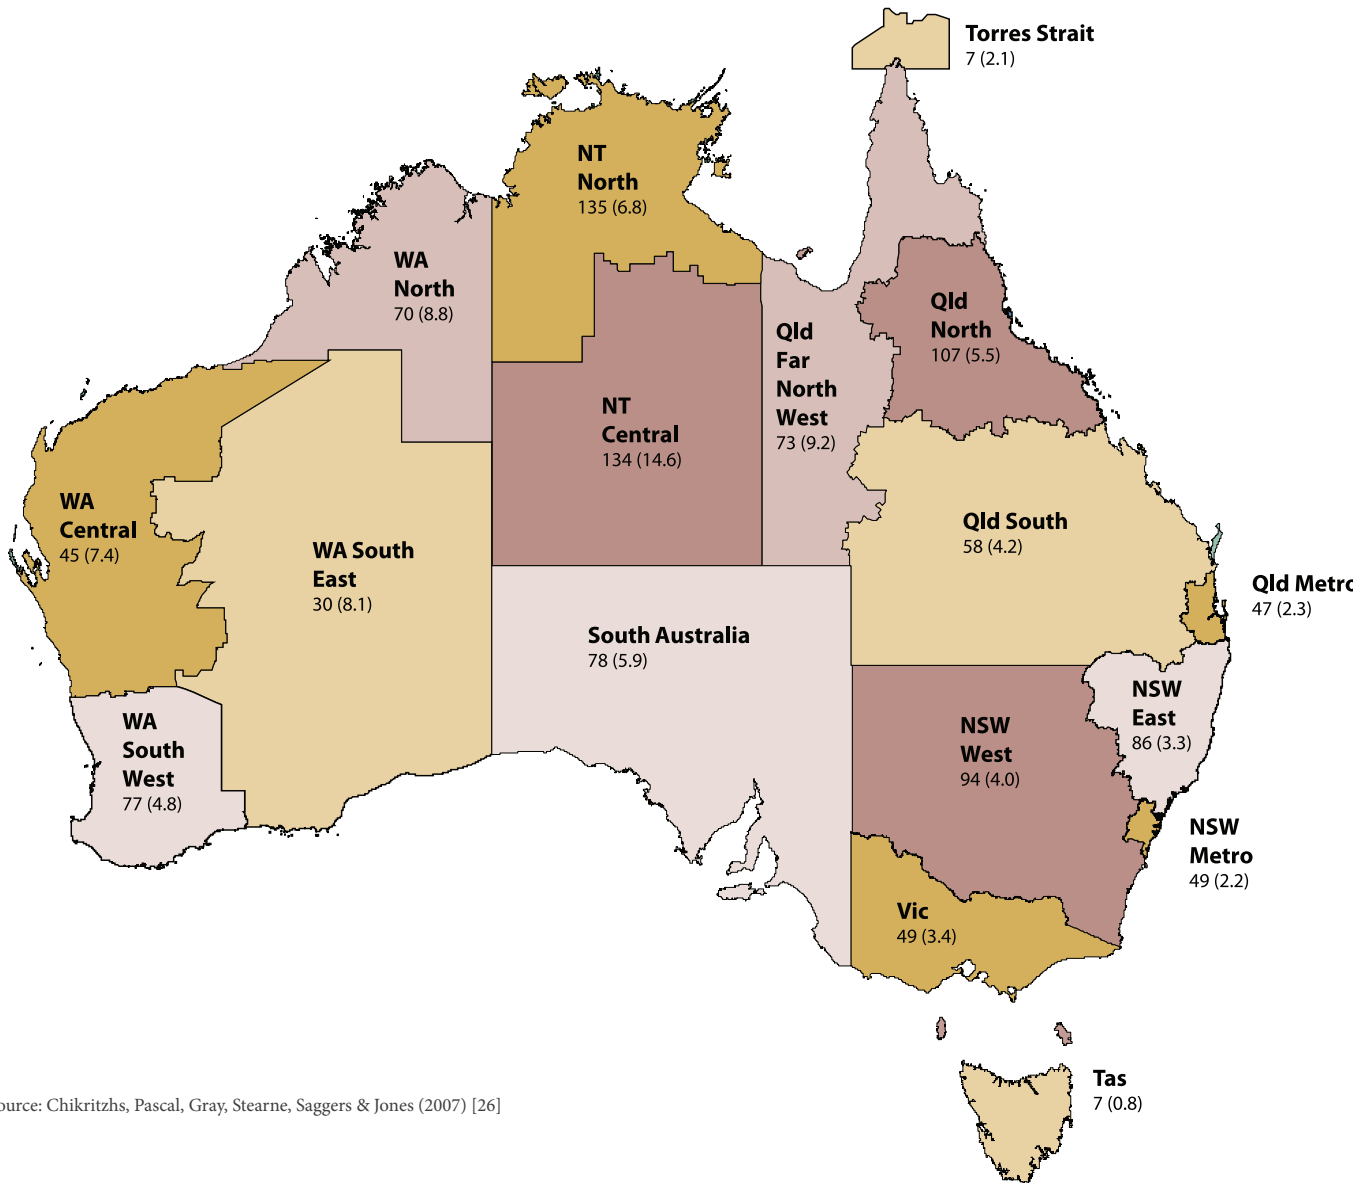 Torres Strait
7 (2.1)
NT
North
135 (6.8)
WA
North
70 (8.8)
Qld
North
107 (5.5)
Qld
Far
North
West
73 (9.2)
NT
Central
134 (14.6)
WA
Central
45 (7.4)
WA South
East
30 (8.1)
Qld South
58 (4.2)
Qld Metro
47 (2.3)
South Australia
78 (5.9)
NSW
East
86 (3.3)
WA
South
West
77 (4.8)
NSW
West
94 (4.0)
NSW
Metro
49 (2.2)
Vic
49 (3.4)
Tas
7 (0.8)
ource: Chikritzhs, Pascal, Gray, Stearne, Saggers & Jones (2007) [26]